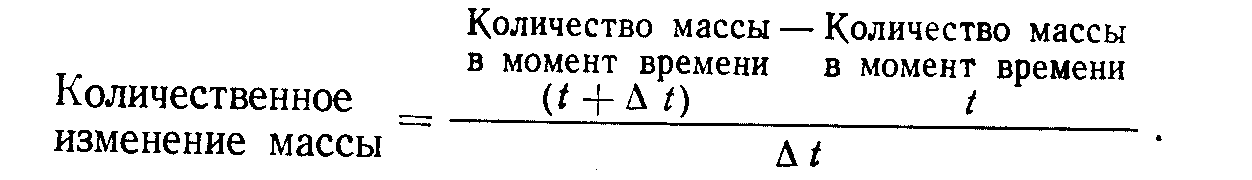 Количество массы — Количество массы
в момент времени в момент времени
(t + Δ t) t
Количественное
изменение массы = 
Δ t .